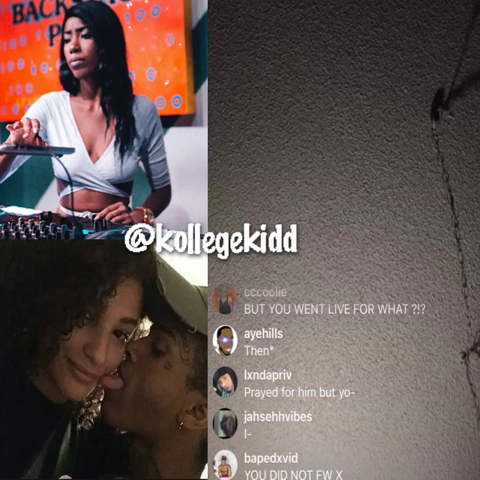 BACKS
P
@kollegekidd
cccoolie
BUT YOU WENT LIVE FOR WHAT ?!?
ayehills
Then*
lxndapriv
Prayed for him but yo-
jahsehhvibes
I-
bapedxvid
YOU DID NOT FW X